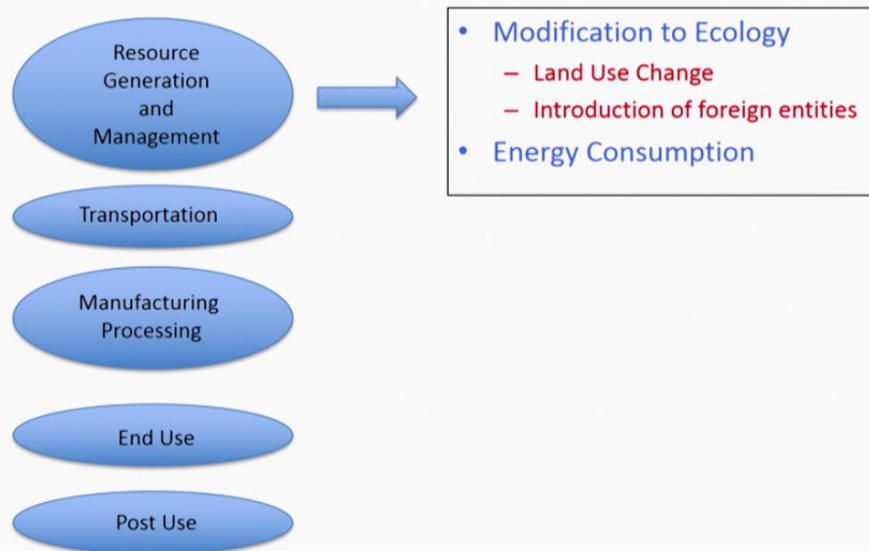 Resource
Generation
and
Management
• Modification to Ecology
– Land Use Change
– Introduction of foreign entities
• Energy Consumption
Transportation
Manufacturing
Processing
End Use
Post Use